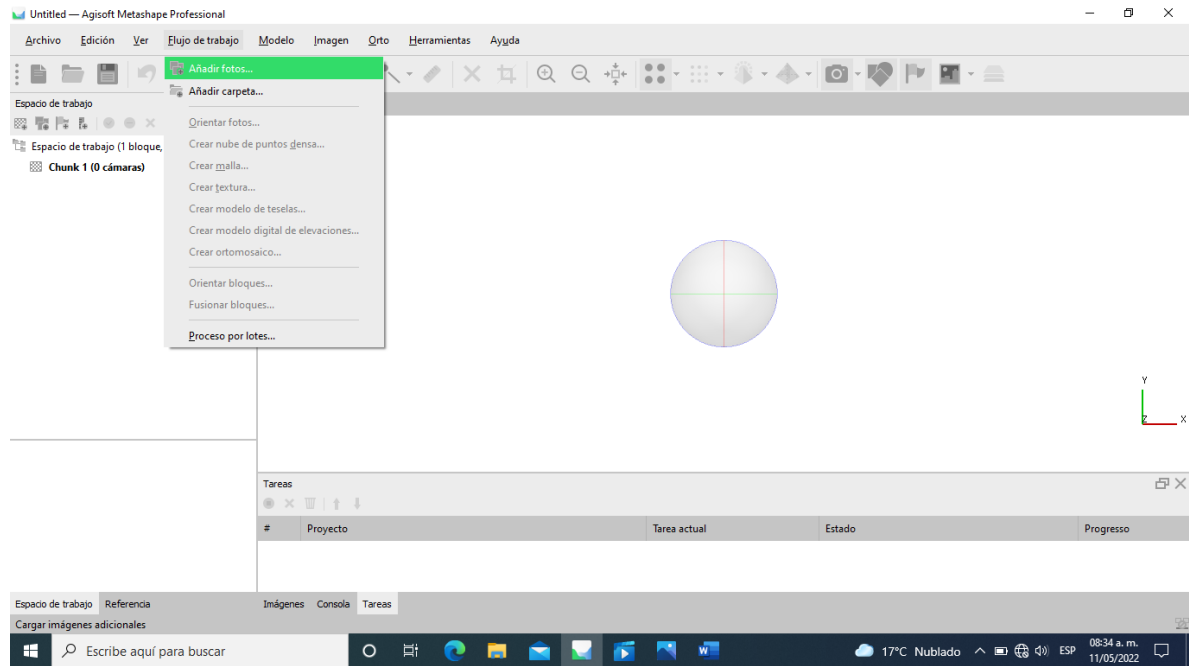 Untitled — Agisoft Metashape Professional
Archivo Edición Ver Flujo de trabajo Modelo Imagen Orto Herramientas Ayuda
Añadir fotos...
Añadir carpeta...
Orientar fotos...
Crear nube de puntos densa...
Crear malla...
Crear textura...
Crear modelo de teselas...
Crear modelo digital de elevaciones...
Crear ortomosaico...
Orientar bloques...
Fusionar bloques...
Proceso por lotes...
Espacio de trabajo
Espacio de trabajo (1 bloque,
Chunk 1 (0 cámaras)
Y
Z X
Tareas
# Proyecto Tarea actual Estado Progresso
Espacio de trabajo Referencia Imágenes Consola Tareas
Cargar imágenes adicionales
Escribe aquí para buscar
W
17°C Nublado ESP
08:34 a. m.
11/05/2022